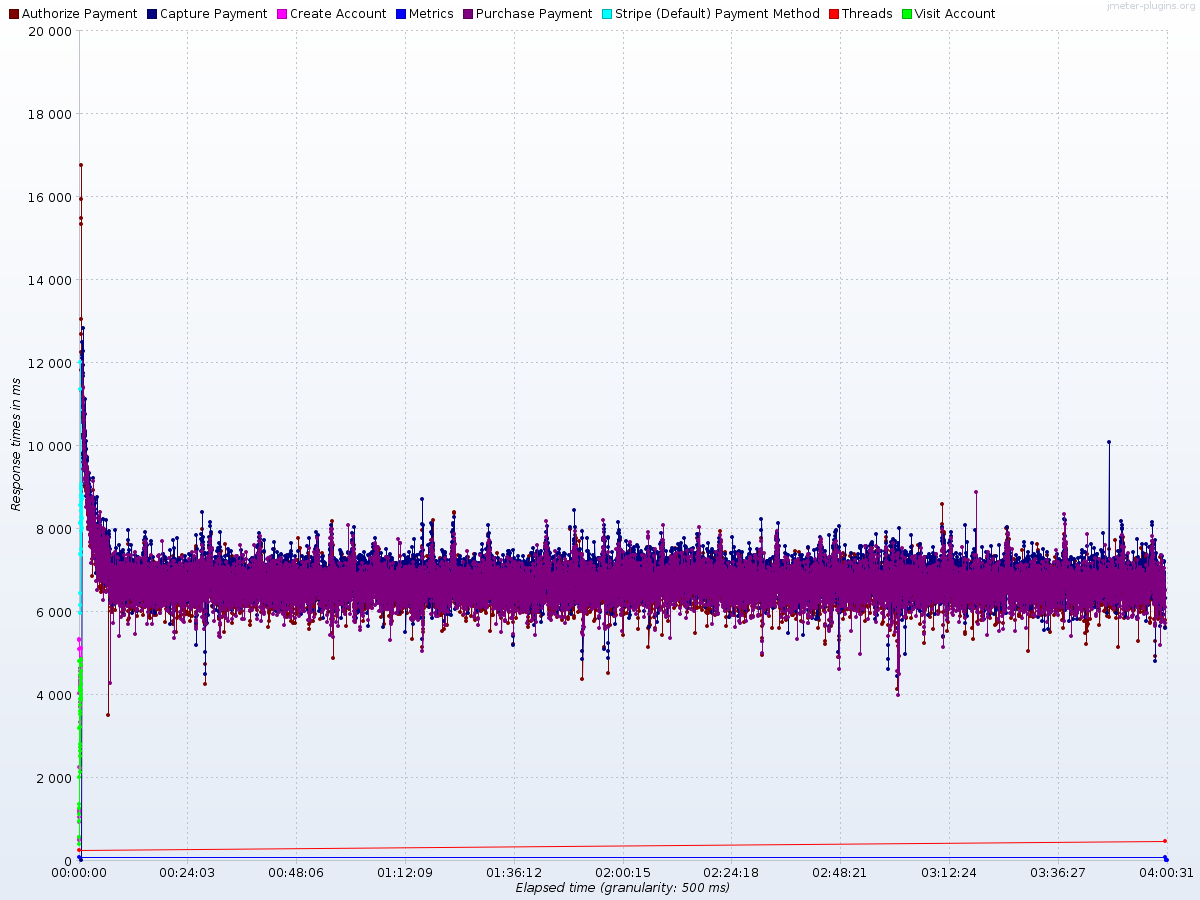 Authorize Payment Capture Payment Create Account Metrics Purchase Payment Stripe (Default) Payment Method Threads Visit Account
jmeter-plugins.org
20 000
18 000
16 000
14 000
12 000
10 000
8 000
6 000
4 000
2 000
0
Response times in ms
00:00:00 00:24:03 00:48:06 01:12:09 01:36:12 02:00:15 02:24:18 02:48:21 03:12:24 03:36:27 04:00:31
Elapsed time (granularity: 500 ms)